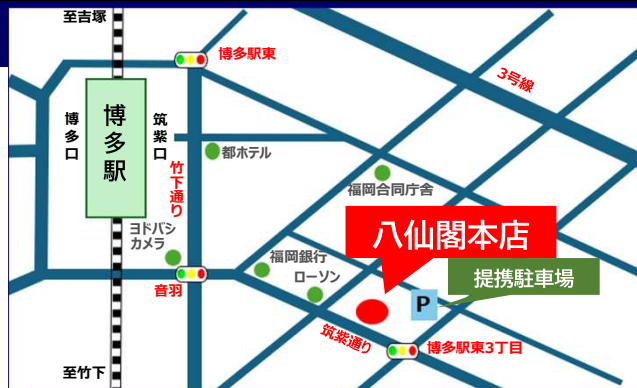 至吉塚
博多駅東
3号線
博多口
博多駅
筑紫口
都ホテル
竹下通り
福岡合同庁舎
ヨドバシ
カメラ
八仙閣本店
福岡銀行
提携駐車場
ローソン
音羽
P
筑紫通り
博多駅東3丁目
至竹下